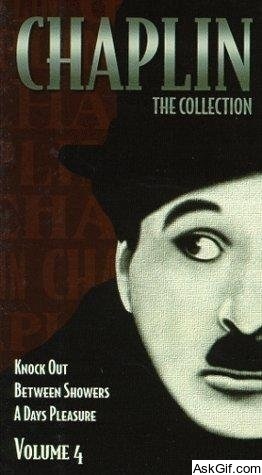 CHAPLIN
THE COLLECTION
KNOCK OUT
BETWEEN SHOWERS
A DAYS PLEASURE
VOLUME 4
AskGif.com